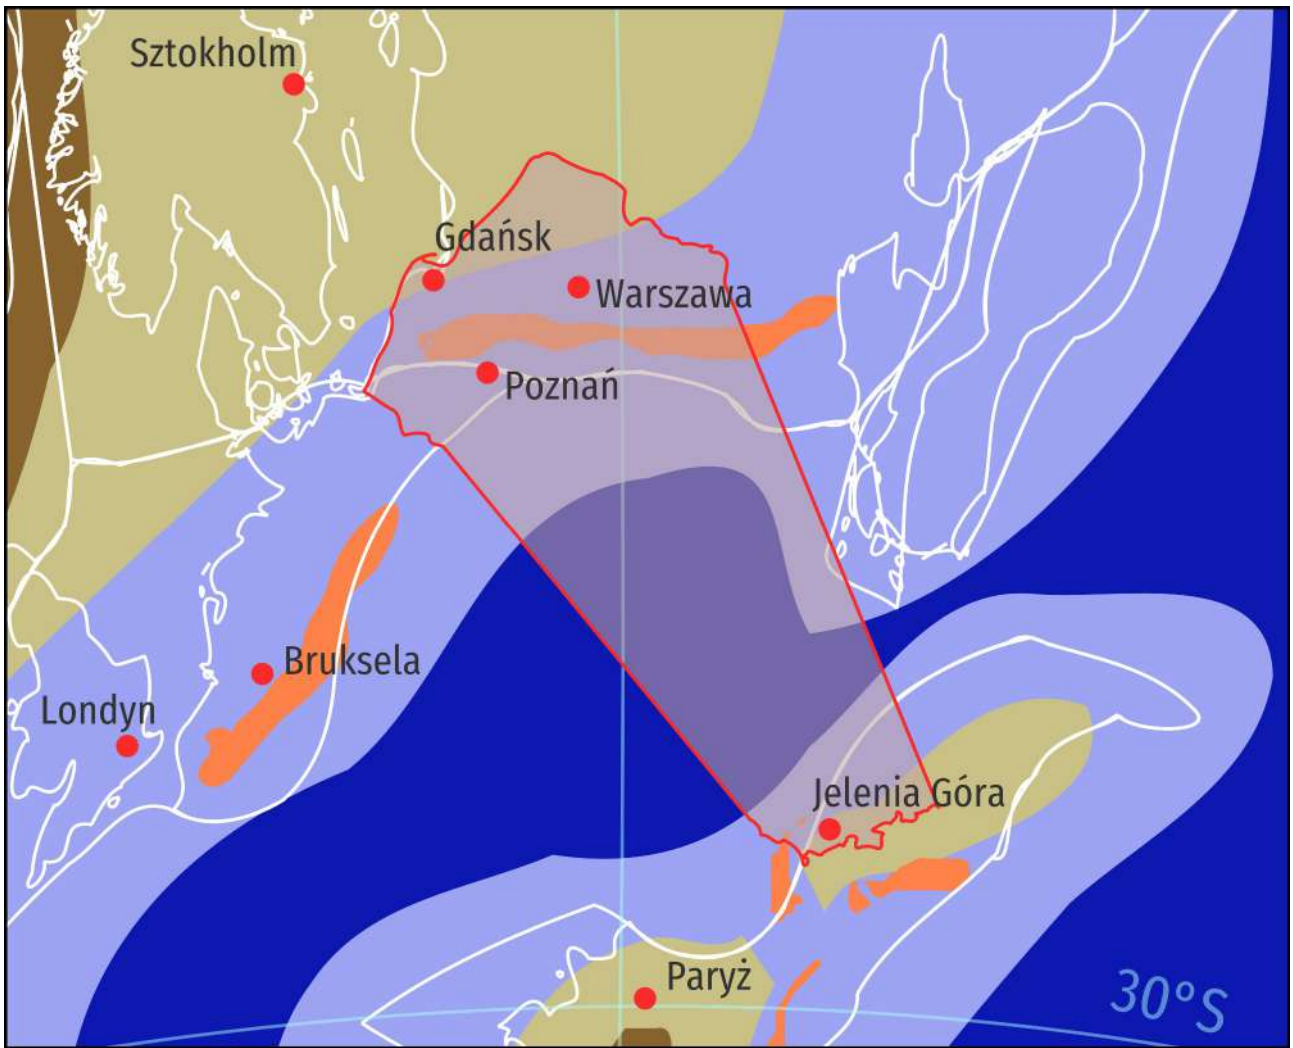 Sztokholm
Gdańsk
Warszawa
Poznań
Bruksela
Londyn
Jelenia Góra
Paryż
30°S